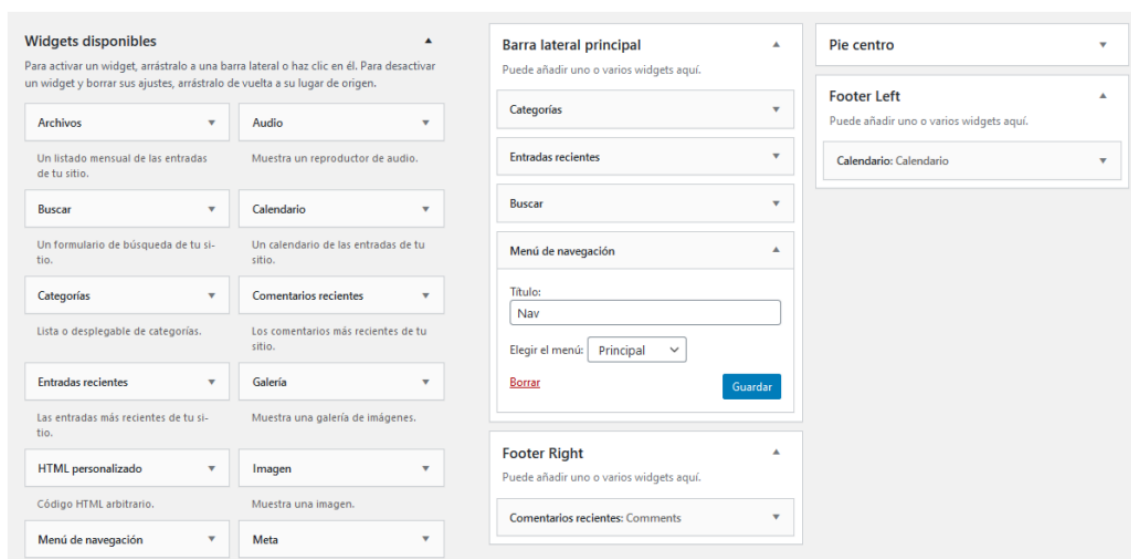 Widgets disponibles
Para activar un widget, arrástralo a una barra lateral o haz clic en él. Para desactivar
un widget y borrar sus ajustes, arrástralo de vuelta a su lugar de origen.
Archivos
Un listado mensual de las entradas
de tu sitio.
Audio
Muestra un reproductor de audio.
Buscar
Un formulario de búsqueda de tu si-
tio.
Calendario
Un calendario de las entradas de tu
sitio.
Categorías
Lista o desplegable de categorías.
Comentarios recientes
Los comentarios más recientes de tu
sitio.
Entradas recientes
Las entradas más recientes de tu si-
tio.
Galería
Muestra una galería de imágenes.
HTML personalizado
Código HTML arbitrario.
Imagen
Muestra una imagen.
Menú de navegación
Meta
Barra lateral principal
Puede añadir uno o varios widgets aquí.
Categorías
Entradas recientes
Buscar
Menú de navegación
Título:
Nav
Elegir el menú: Principal
Borrar
Guardar
Footer Right
Puede añadir uno o varios widgets aquí.
Comentarios recientes: Comments
Pie centro
Footer Left
Puede añadir uno o varios widgets aquí.
Calendario: Calendario